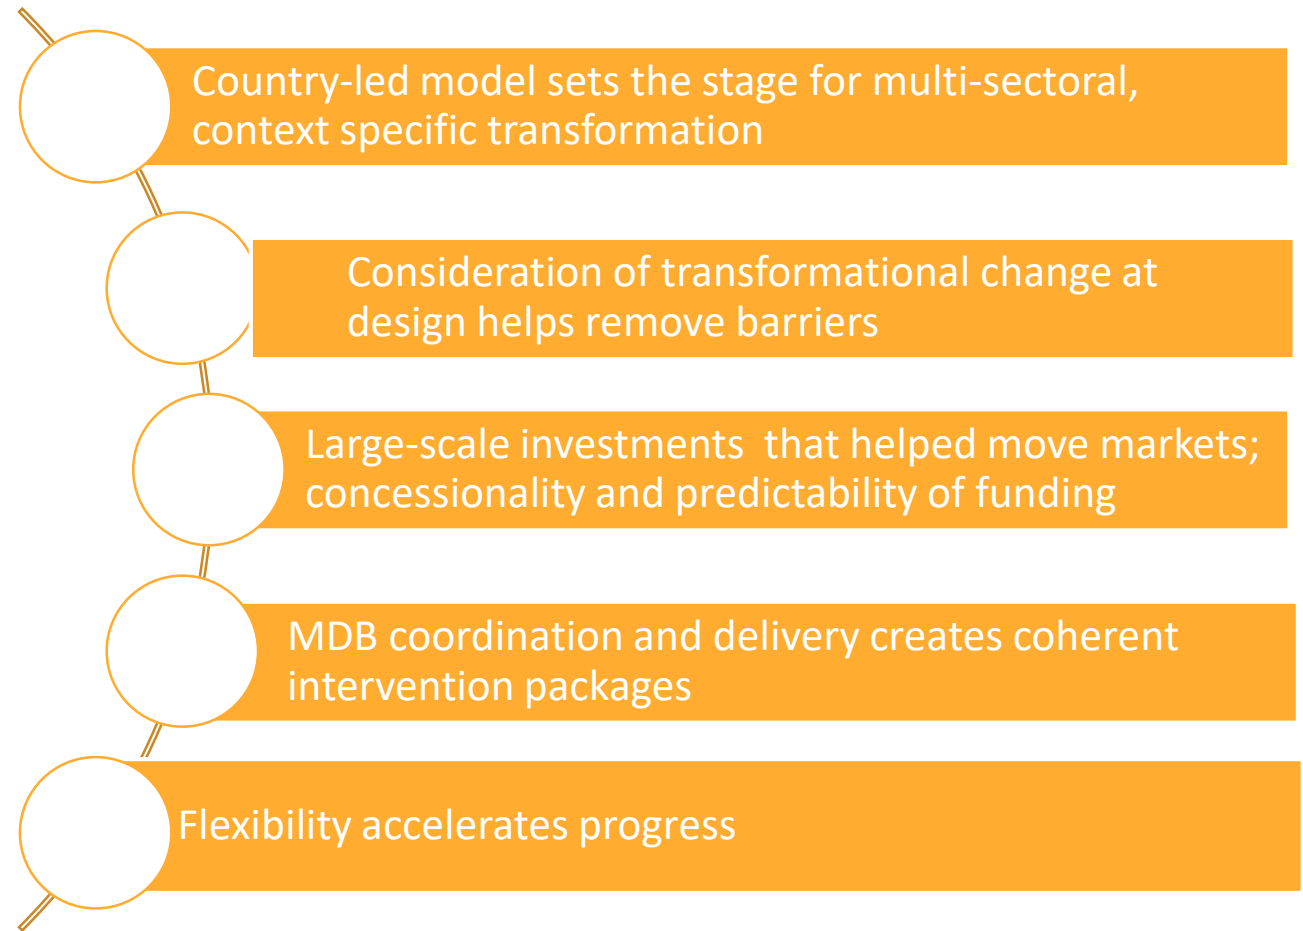 Country-led model sets the stage for multi-sectoral,
context specific transformation
Consideration of transformational change at
design helps remove barriers
Large-scale investments  that helped move markets;
concessionality and predictability of funding
MDB coordination and delivery creates coherent
intervention packages
Flexibility accelerates progress